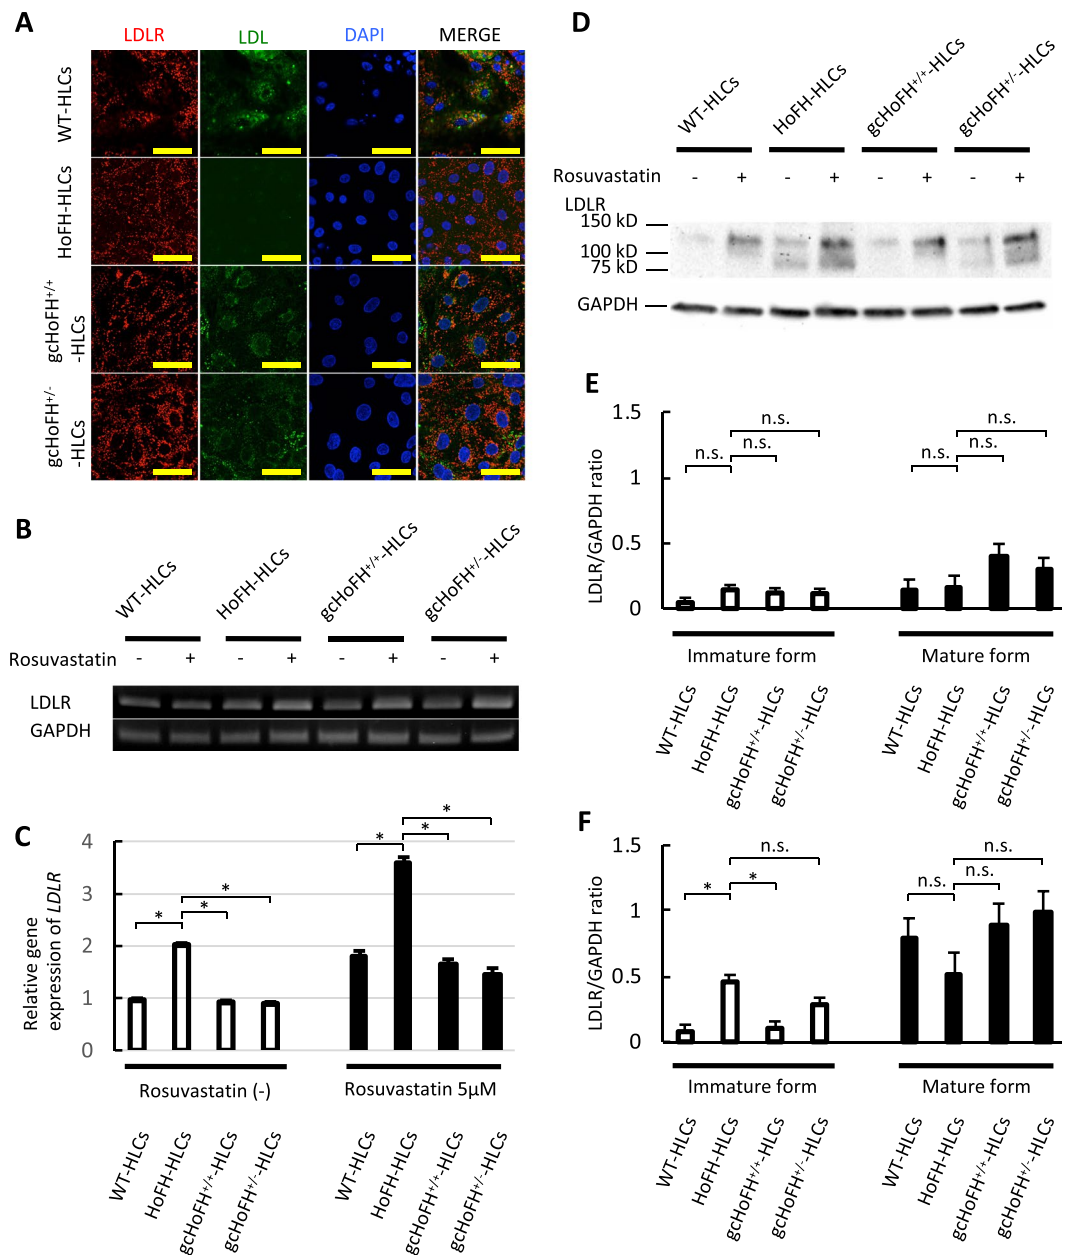 A
LDLR
LDL
DAPI
MERGE
WT-HLCs
HoFH-HLCs
gcHoFH+/+
-HLCs
gcHoFH+/-
-HLCs
B
WT-HLCs
HoFH-HLCs
gcHoFH+/+-HLCs
gcHoFH+/--HLCs
Rosuvastatin - + - + - + - +
LDLR
GAPDH
C
Relative gene
expression of LDLR
4
3
2
1
0
* * *
* * *
Rosuvastatin (-)
Rosuvastatin 5μM
WT-HLCs
HoFH-HLCs
gcHoFH+/+-HLCs
gcHoFH+/--HLCs
WT-HLCs
HoFH-HLCs
gcHoFH+/+-HLCs
gcHoFH+/--HLCs
D
WT-HLCs
HoFH-HLCs
gcHoFH+/+-HLCs
gcHoFH+/--HLCs
Rosuvastatin - + - + - + - +
LDLR
150 kD
100 kD
75 kD
GAPDH
E
LDLR/GAPDH ratio
1.5
1
0.5
0
n.s. n.s. n.s.
n.s. n.s. n.s.
Immature form
Mature form
WT-HLCs
HoFH-HLCs
gcHoFH+/+-HLCs
gcHoFH+/--HLCs
WT-HLCs
HoFH-HLCs
gcHoFH+/+-HLCs
gcHoFH+/--HLCs
F
LDLR/GAPDH ratio
1.5
1
0.5
0
* * n.s.
n.s. n.s. n.s.
Immature form
Mature form
WT-HLCs
HoFH-HLCs
gcHoFH+/+-HLCs
gcHoFH+/--HLCs
WT-HLCs
HoFH-HLCs
gcHoFH+/+-HLCs
gcHoFH+/--HLCs